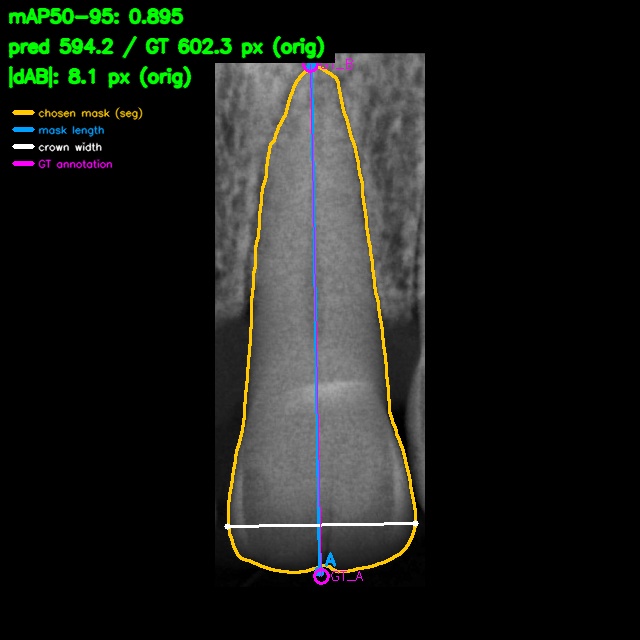 mAP50-95: 0.895
pred 594.2 / GT 602.3 px (orig)
|dAB|: 8.1 px (orig)
chosen mask (seg)
mask length
crown width
GT annotation
A
GT_A